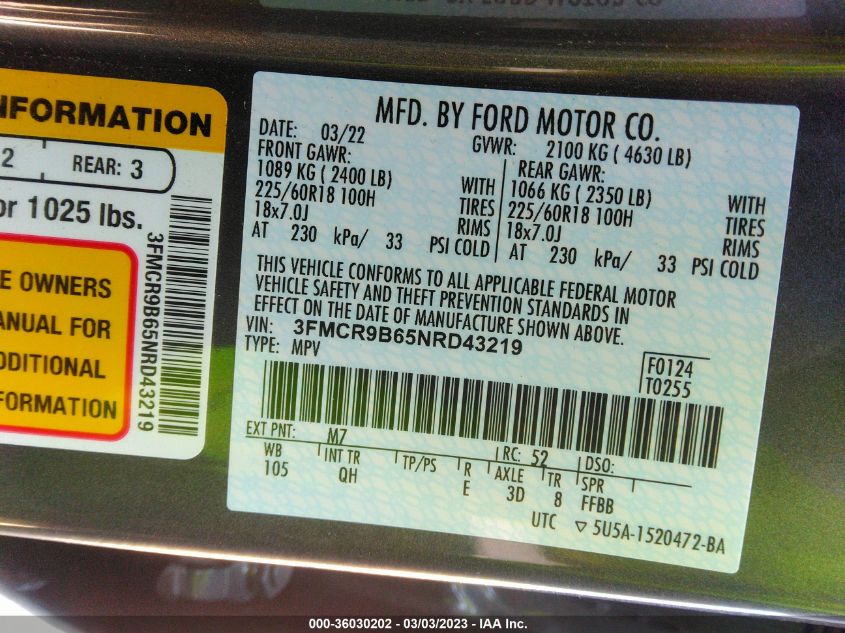 NFORMATION
2 REAR: 3
or 1025 lbs.
E OWNERS
ANUAL FOR
DDITIONAL
FORMATION
3FMCR9B65NRD43219
MFD. BY FORD MOTOR CO.
DATE: 03/22 GVWR: 2100 KG ( 4630 LB)
FRONT GAWR: REAR GAWR:
1089 KG ( 2400 LB) WITH 1066 KG ( 2350 LB) WITH
225/60R18 100H TIRES 225/60R18 100H TIRES
18x7.0J RIMS 18x7.0J RIMS
AT 230 kPa/ 33 PSI COLD AT 230 kPa/ 33 PSI COLD
THIS VEHICLE CONFORMS TO ALL APPLICABLE FEDERAL MOTOR
VEHICLE SAFETY AND THEFT PREVENTION STANDARDS IN
EFFECT ON THE DATE OF MANUFACTURE SHOWN ABOVE.
VIN: 3FMCR9B65NRD43219
TYPE: MPV
F0124
T0255
EXT PNT: M7 RC: 52 DSO:
WB INT TR TP/PS R AXLE TR SPR
105 QH E 3D 8 FFBB
UTC ▽ 5U5A-1520472-BA
000-36030202 - 03/03/2023 - IAA Inc.